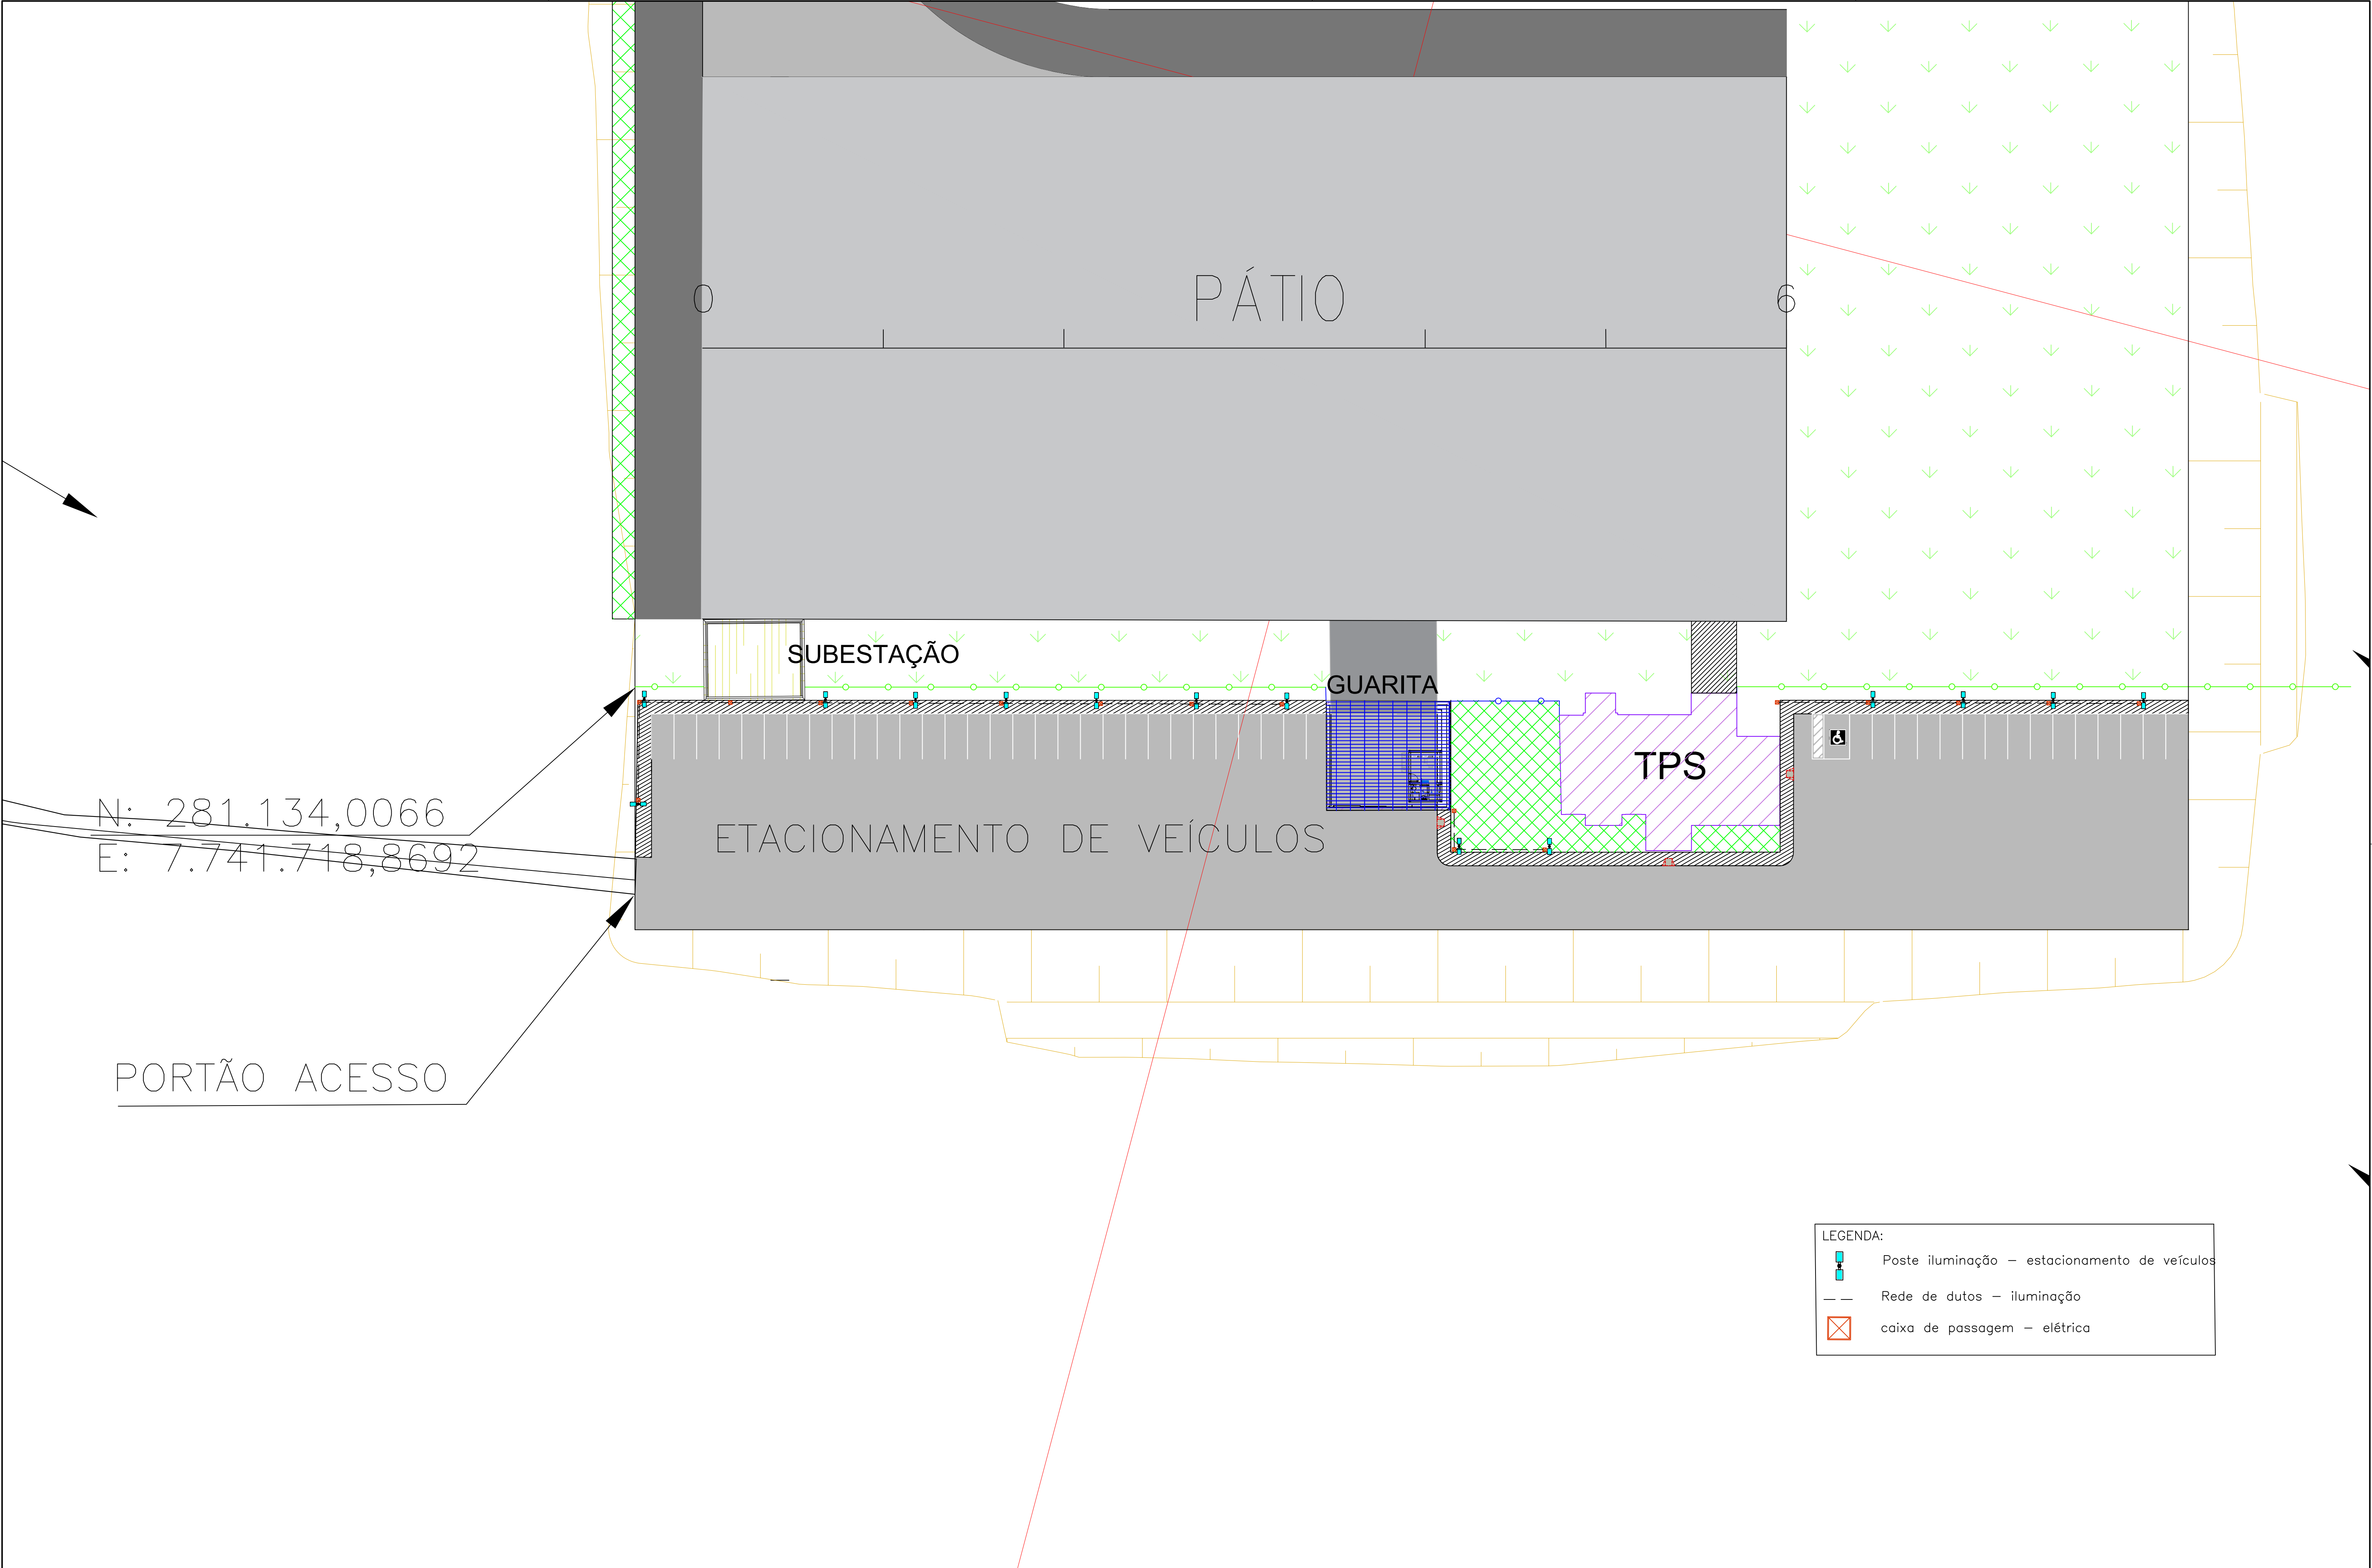 0
PÁTIO
6
SUBESTAÇÃO
GUARITA
TPS
N: 281.134,0066
E: 7.741.718,8692
ETACIONAMENTO DE VEÍCULOS
PORTÃO ACESSO
LEGENDA:
Poste iluminação – estacionamento de veículos
Rede de dutos – iluminação
caixa de passagem – elétrica